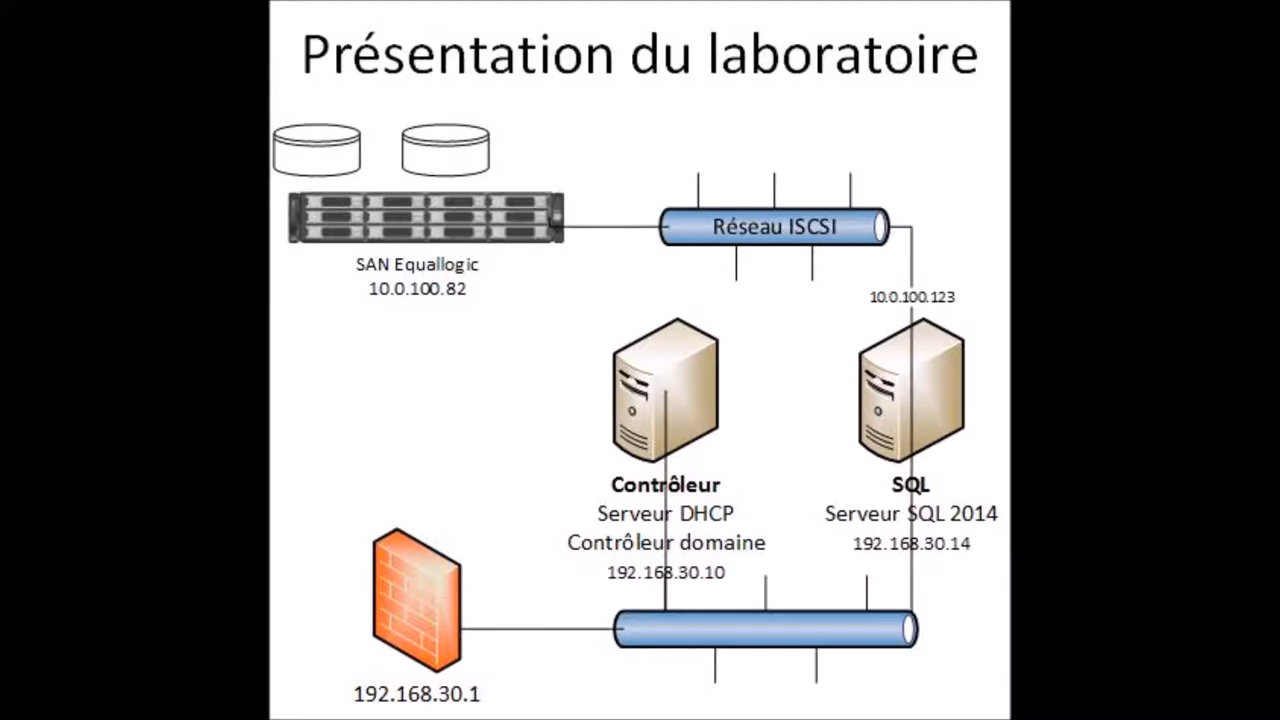 Présentation du laboratoire
Réseau ISCSI
SAN Equallogic
10.0.100.82
10.0.100.123
Contrôleur
Serveur DHCP
Contrôleur domaine
192.168.30.10
SQL
Serveur SQL 2014
192.168.30.14
192.168.30.1